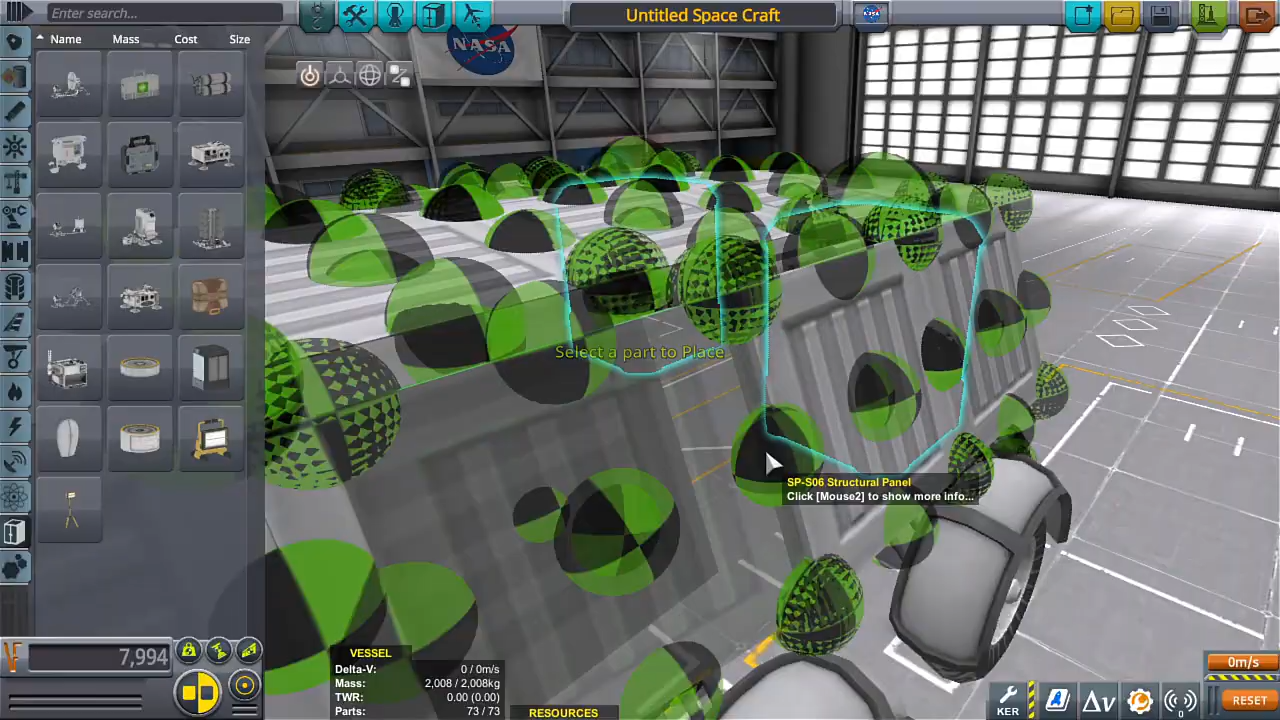 Enter search...
Untitled Space Craft
Name Mass Cost Size
NASA
Select a part to Place
SP-S06 Structural Panel
Click [Mouse2] to show more info...
7,994
VESSEL
Delta-V: 0 / 0m/s
Mass: 2,008 / 2,008kg
TWR: 0.00 (0.00)
Parts: 73 / 73
RESOURCES
0m/s
KER
Δv
0
RESET